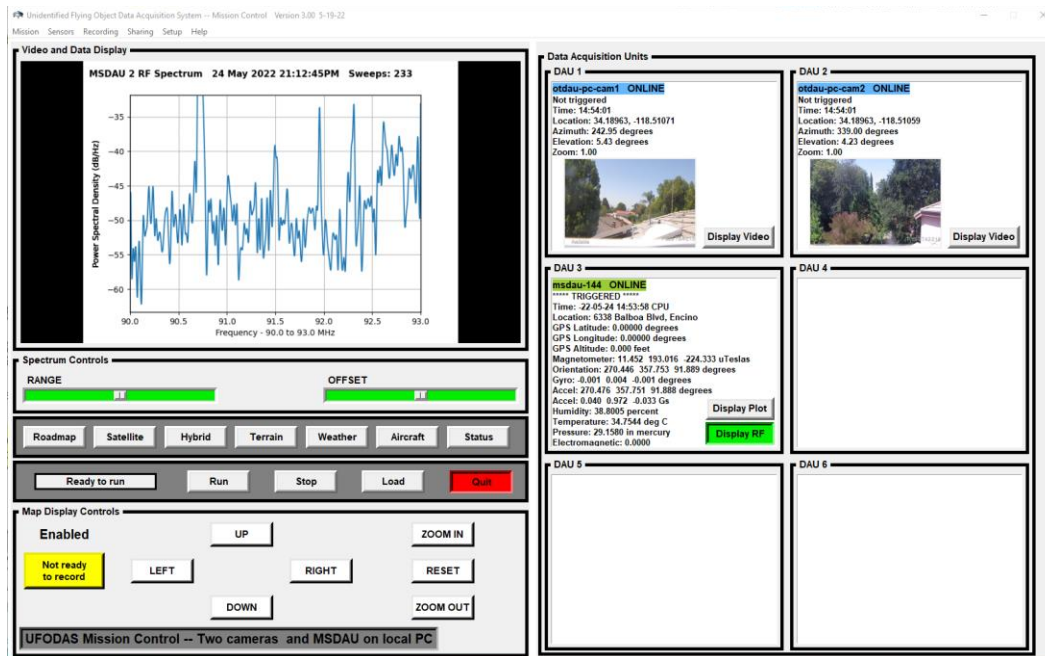 Unidentified Flying Object Data Acquisition System -- Mission Control Version 3.00 5-19-22
Mission Sensors Recording Sharing Setup Help
Video and Data Display
MSDAU 2 RF Spectrum 24 May 2022 21:12:45PM Sweeps: 233
Power Spectral Density (dB/Hz)
−35
−40
−45
−50
−55
−60
90.0 90.5 91.0 91.5 92.0 92.5 93.0
Frequency - 90.0 to 93.0 MHz
Spectrum Controls
RANGE OFFSET
Roadmap Satellite Hybrid Terrain Weather Aircraft Status
Ready to run Run Stop Load Quit
Map Display Controls
Enabled UP ZOOM IN
Not ready
to record
LEFT RIGHT RESET
DOWN ZOOM OUT
UFODAS Mission Control -- Two cameras and MSDAU on local PC
Data Acquisition Units
DAU 1
otdau-pc-cam1 ONLINE
Not triggered
Time: 14:54:01
Location: 34.18963, -118.51071
Azimuth: 242.95 degrees
Elevation: 5.43 degrees
Zoom: 1.00
Display Video
DAU 2
otdau-pc-cam2 ONLINE
Not triggered
Time: 14:54:01
Location: 34.18963, -118.51059
Azimuth: 339.00 degrees
Elevation: 4.23 degrees
Zoom: 1.00
Display Video
DAU 3
msdau-144 ONLINE
***** TRIGGERED *****
Time: -22-05-24 14:53:58 CPU
Location: 6338 Balboa Blvd, Encino
GPS Latitude: 0.00000 degrees
GPS Longitude: 0.00000 degrees
GPS Altitude: 0.000 feet
Magnetometer: 11.452 193.016 -224.333 uTeslas
Orientation: 270.446 357.753 91.889 degrees
Gyro: -0.001 0.004 -0.001 degrees
Accel: 270.476 357.751 91.888 degrees
Accel: 0.040 0.972 -0.033 Gs
Humidity: 38.8005 percent
Temperature: 34.7544 deg C
Pressure: 29.1580 in mercury
Electromagnetic: 0.0000
Display Plot
Display RF
DAU 4
DAU 5
DAU 6